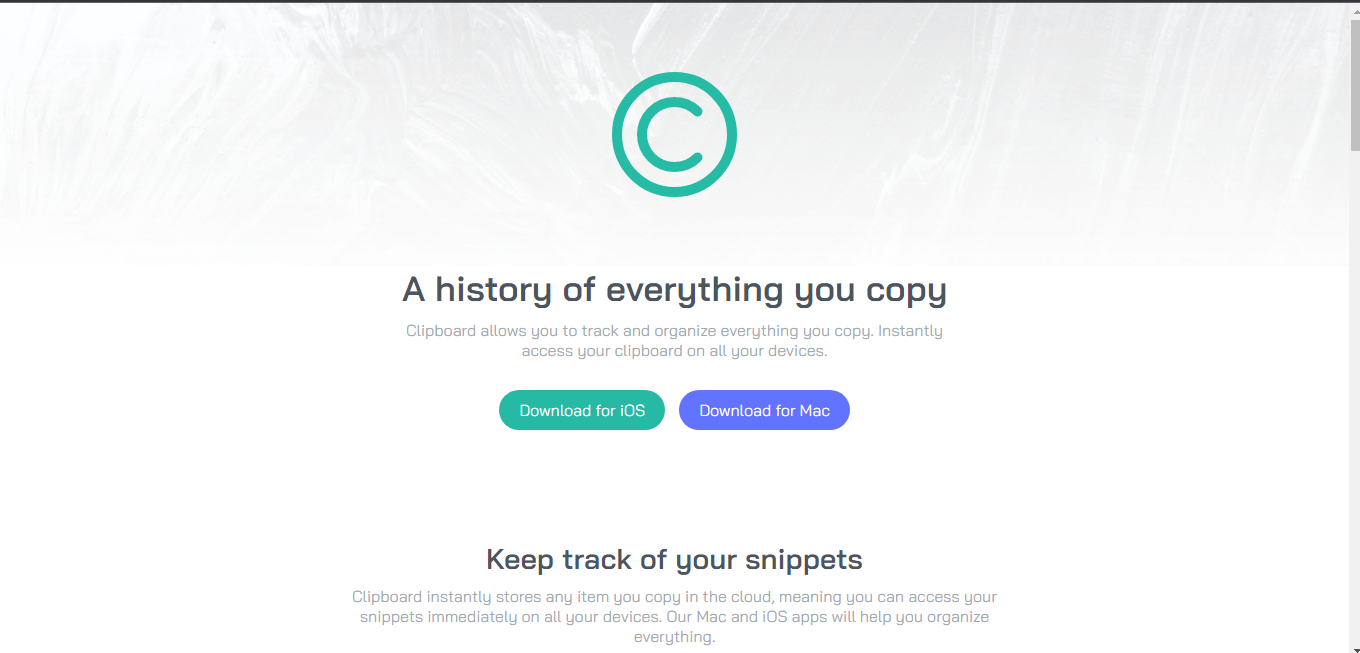 A history of everything you copy
Clipboard allows you to track and organize everything you copy. Instantly
access your clipboard on all your devices.
Download for iOS
Download for Mac
Keep track of your snippets
Clipboard instantly stores any item you copy in the cloud, meaning you can access your
snippets immediately on all your devices. Our Mac and iOS apps will help you organize
everything.